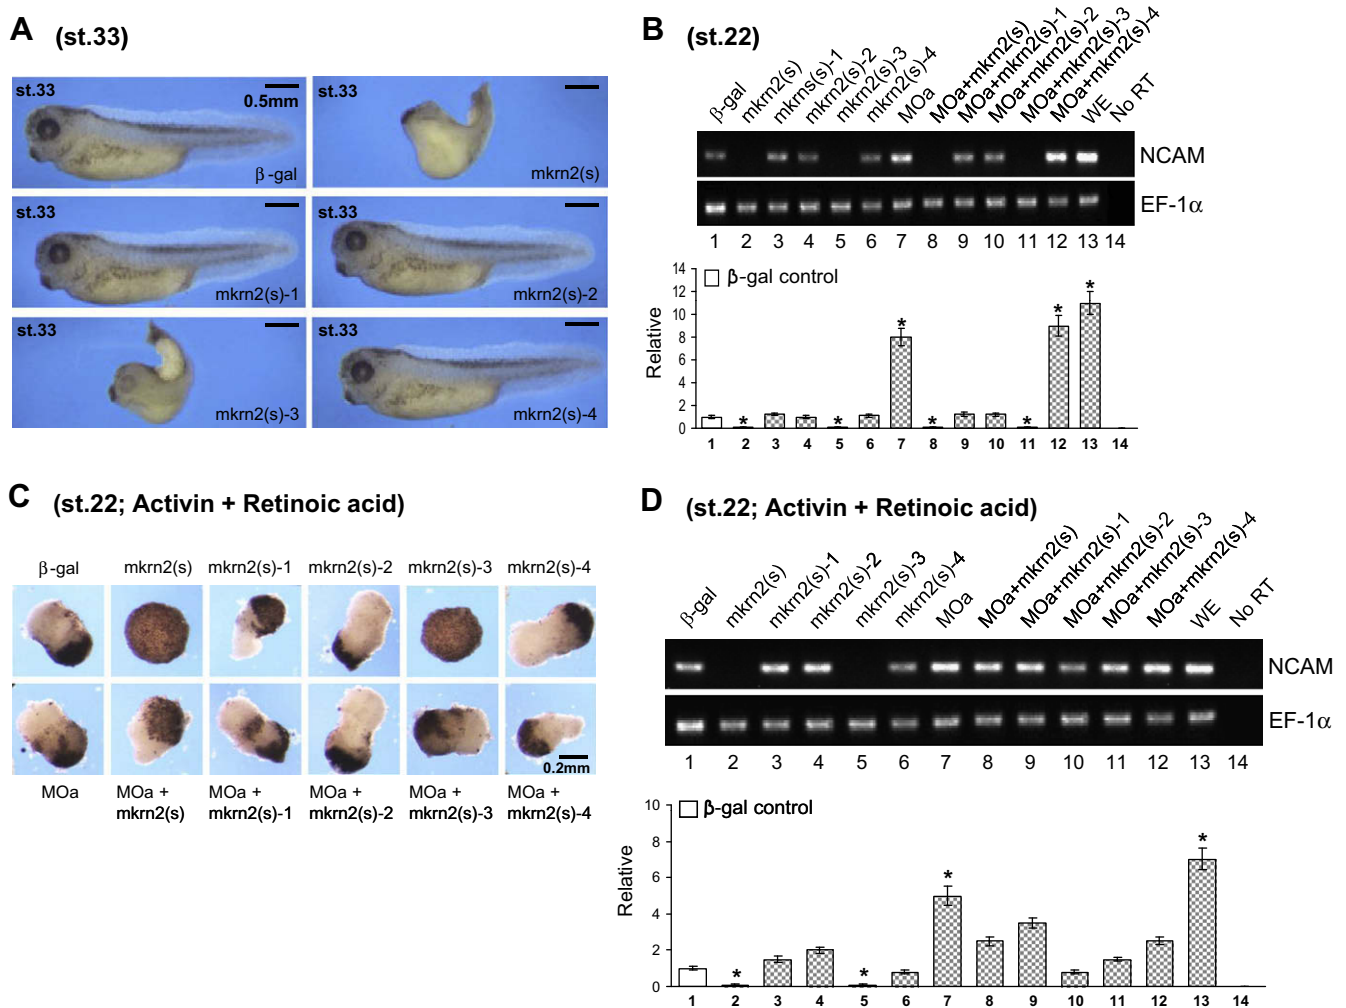 A (st.33)
st.33
0.5mm
β-gal
st.33
mkrn2(s)
st.33
mkrn2(s)-1
st.33
mkrn2(s)-2
st.33
mkrn2(s)-3
st.33
mkrn2(s)-4
B (st.22)
β-gal
mkrn2(s)
mkrns(s)-1
mkrn2(s)-2
mkrn2(s)-3
mkrn2(s)-4
MOa
MOa+mkrn2(s)
MOa+mkrn2(s)-1
MOa+mkrn2(s)-2
MOa+mkrn2(s)-3
MOa+mkrn2(s)-4
WE
No RT
NCAM
EF-1α
1 2 3 4 5 6 7 8 9 10 11 12 13 14
β-gal control
Relative
14
12
10
8
6
4
2
0
* * * * * * *
1 2 3 4 5 6 7 8 9 10 11 12 13 14
C (st.22; Activin + Retinoic acid)
β-gal mkrn2(s) mkrn2(s)-1 mkrn2(s)-2 mkrn2(s)-3 mkrn2(s)-4
0.2mm
MOa MOa + MOa + MOa + MOa + MOa +
mkrn2(s) mkrn2(s)-1 mkrn2(s)-2 mkrn2(s)-3 mkrn2(s)-4
D (st.22; Activin + Retinoic acid)
β-gal
mkrn2(s)
mkrn2(s)-1
mkrn2(s)-2
mkrn2(s)-3
mkrn2(s)-4
MOa
MOa+mkrn2(s)
MOa+mkrn2(s)-1
MOa+mkrn2(s)-2
MOa+mkrn2(s)-3
MOa+mkrn2(s)-4
WE
No RT
NCAM
EF-1α
1 2 3 4 5 6 7 8 9 10 11 12 13 14
β-gal control
Relative
10
8
6
4
2
0
* * * *
1 2 3 4 5 6 7 8 9 10 11 12 13 14